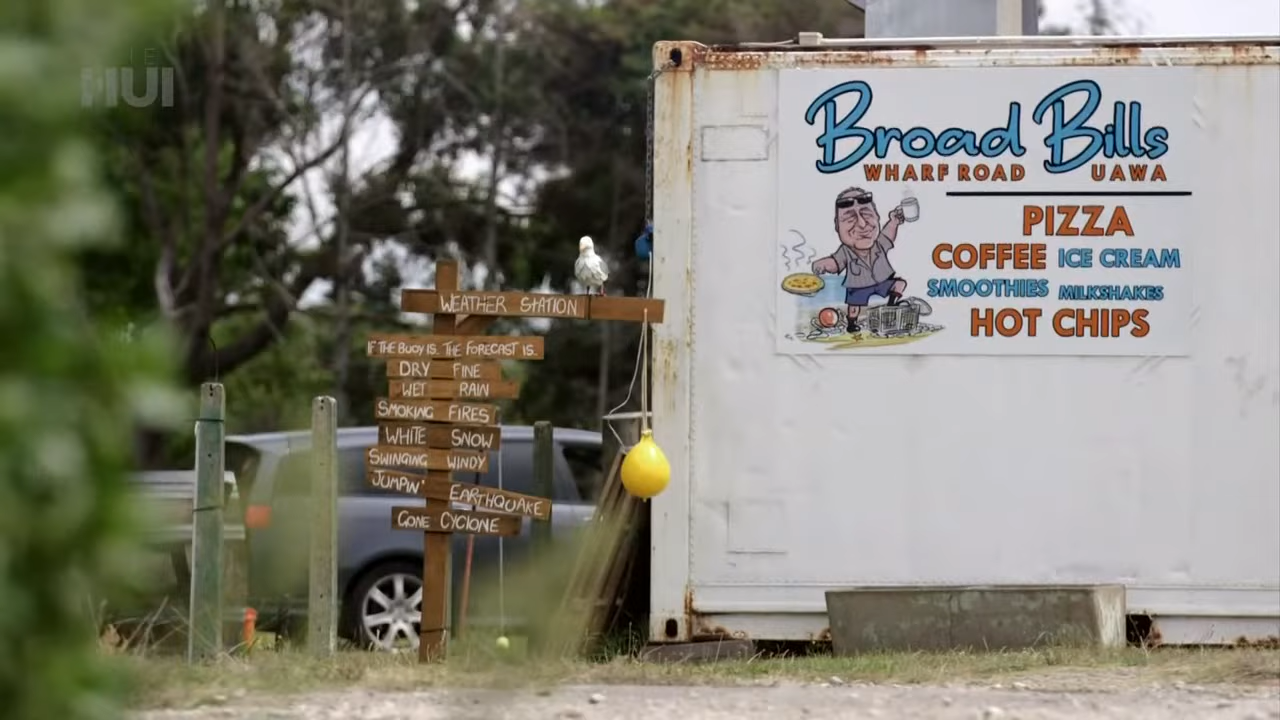 THE
HUI
Broad Bills
WHARF ROAD UAWA
PIZZA
COFFEE ICE CREAM
SMOOTHIES MILKSHAKES
HOT CHIPS
WEATHER STATION
IF THE BUOY IS.. THE FORECAST IS..
DRY FINE
WET RAIN
SMOKING FIRES
WHITE SNOW
SWINGING WINDY
JUMPIN' EARTHQUAKE
GONE CYCLONE